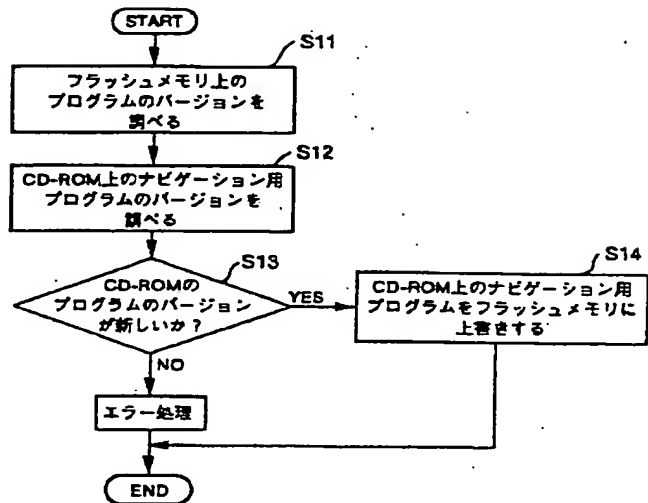 START
S11
フラッシュメモリ上の
プログラムのバージョンを
調べる
S12
CD-ROM上のナビゲーション用
プログラムのバージョンを
調べる
S13
CD-ROMの
プログラムのバージョン
が新しいか？
YES
S14
CD-ROM上のナビゲーション用
プログラムをフラッシュメモリに
上書きする
NO
エラー処理
END